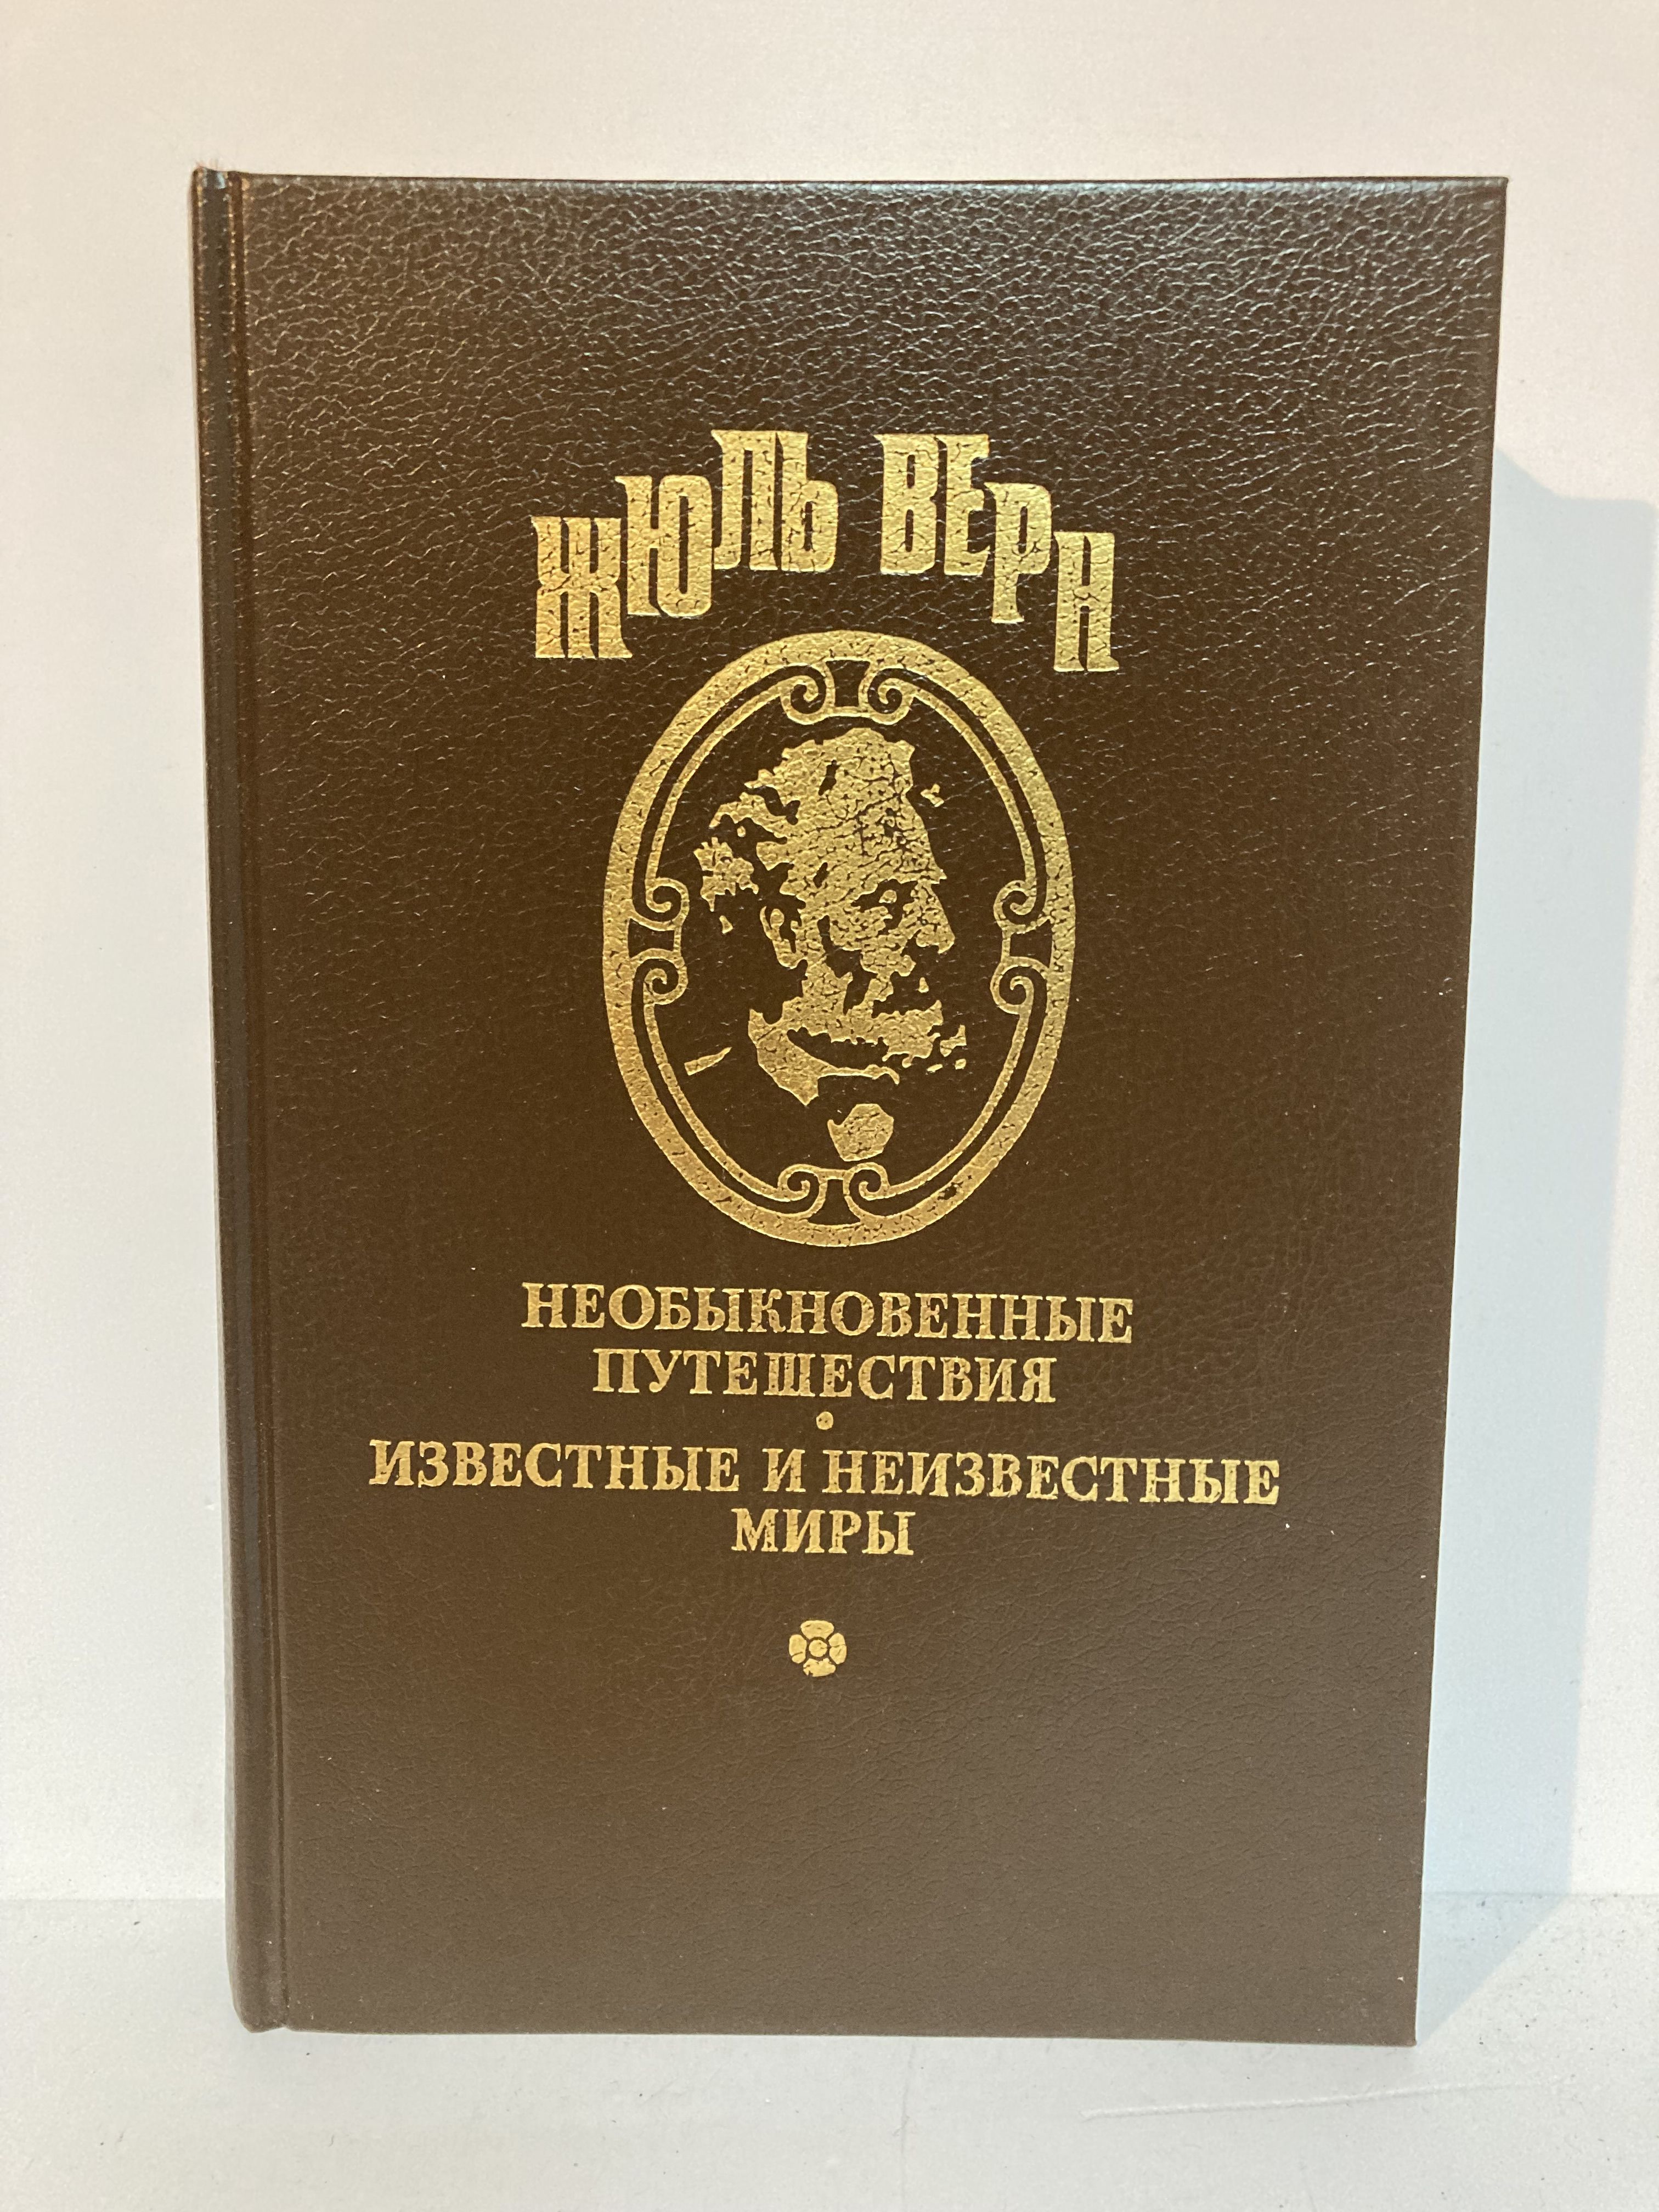 ЖЮЛЬ ВЕРН
НЕОБЫКНОВЕННЫЕ
ПУТЕШЕСТВИЯ
•
ИЗВЕСТНЫЕ И НЕИЗВЕСТНЫЕ
МИРЫ